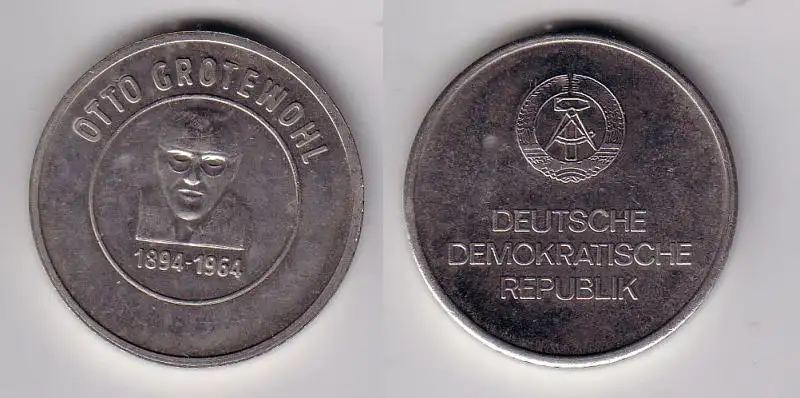 OTTO GROTEWOHL
1894-1964
DEUTSCHE
DEMOKRATISCHE
REPUBLIK